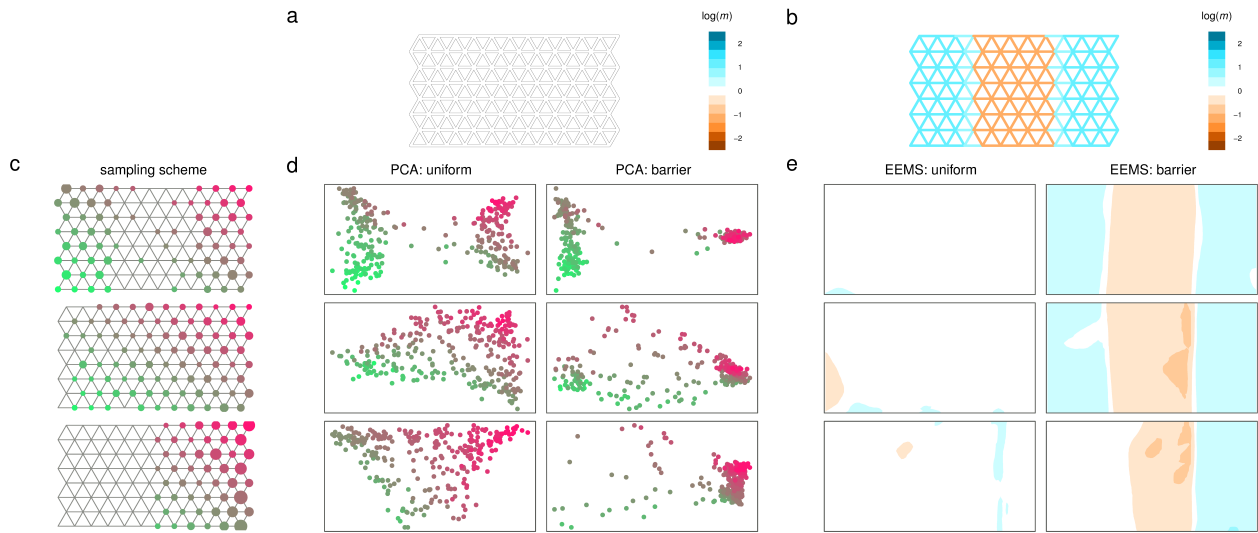 a
log(m)
2
1
0
−1
−2
b
log(m)
2
1
0
−1
−2
c
sampling scheme
d
PCA: uniform
PCA: barrier
e
EEMS: uniform
EEMS: barrier